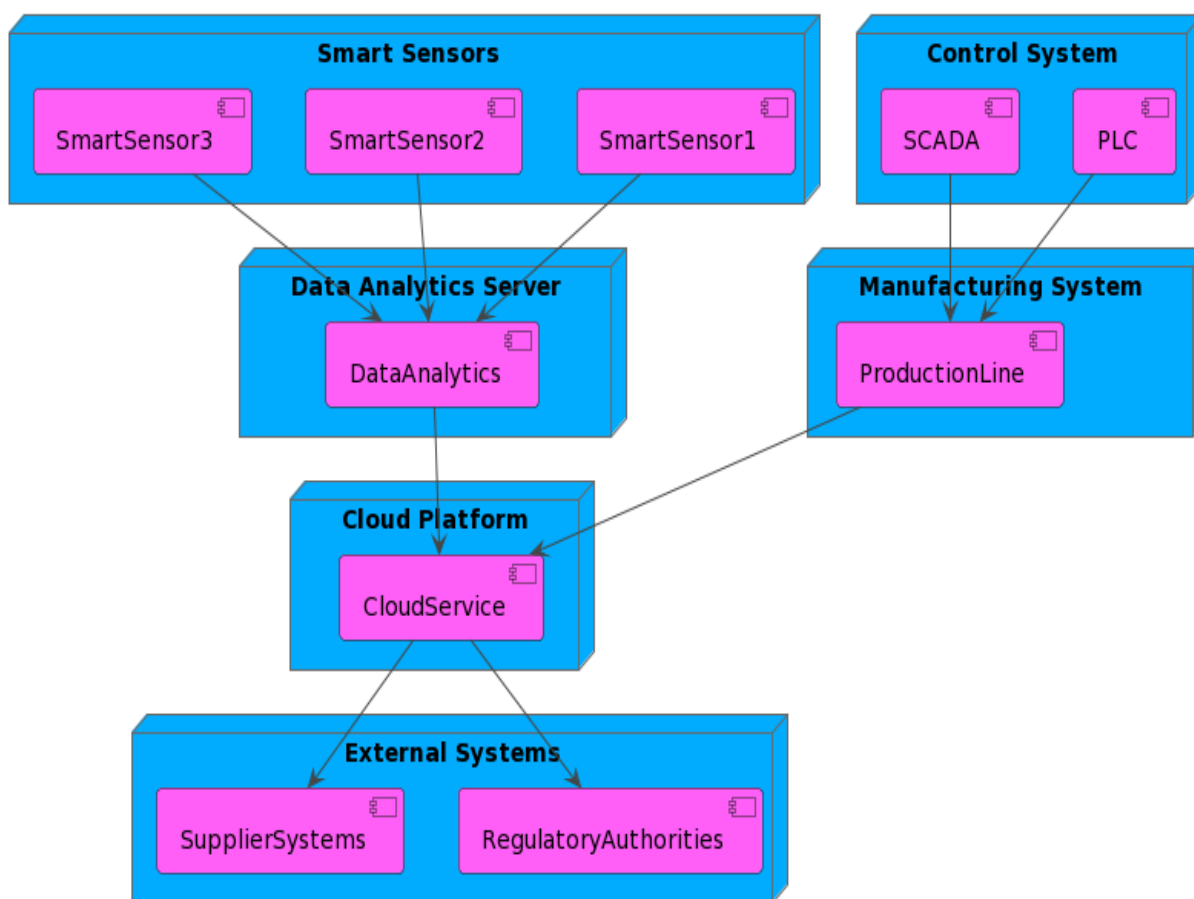 Smart Sensors
Control System
SmartSensor3
SmartSensor2
SmartSensor1
SCADA
PLC
Data Analytics Server
Manufacturing System
DataAnalytics
ProductionLine
Cloud Platform
CloudService
External Systems
SupplierSystems
RegulatoryAuthorities